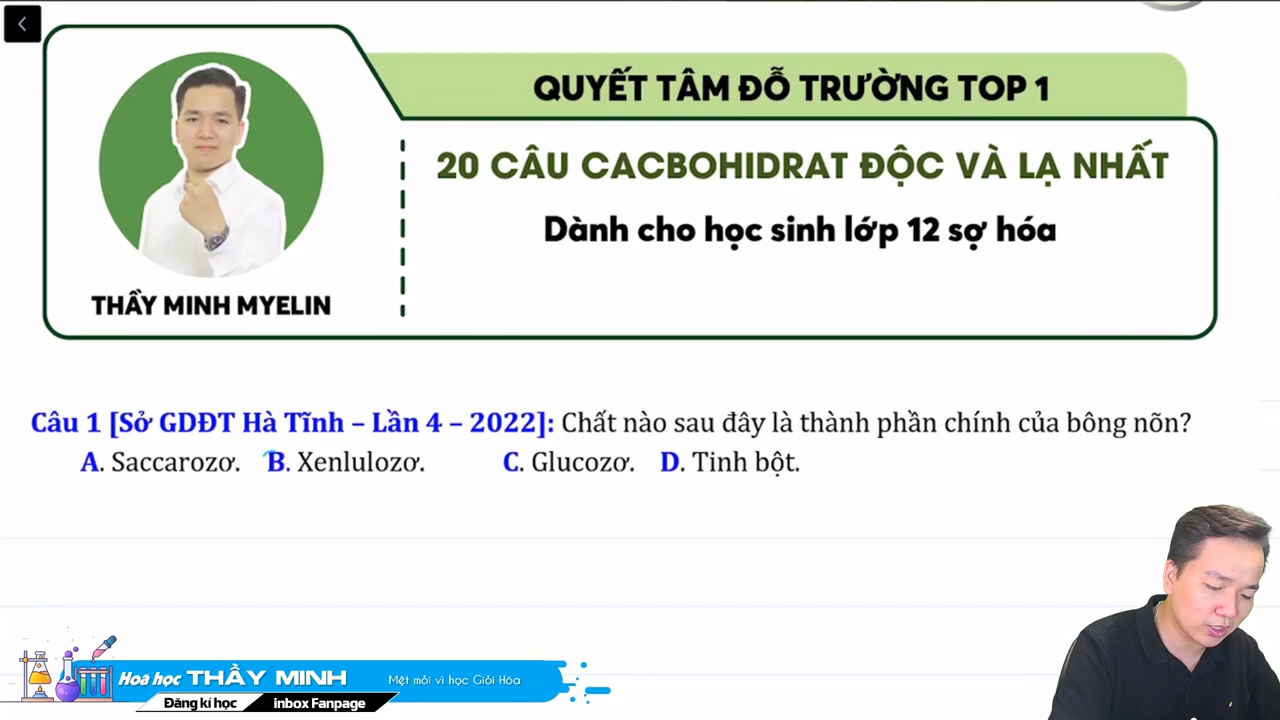 QUYẾT TÂM ĐỖ TRƯỜNG TOP 1
20 CÂU CACBOHIDRAT ĐỘC VÀ LẠ NHẤT
Dành cho học sinh lớp 12 sợ hóa
THẦY MINH MYELIN
Câu 1 [Sở GDĐT Hà Tĩnh – Lần 4 – 2022]: Chất nào sau đây là thành phần chính của bông nõn?
A. Saccarozơ. B. Xenlulozơ. C. Glucozơ. D. Tinh bột.
Hoá học THẦY MINH Mệt mỏi vì học Giỏi Hóa
Đăng kí học inbox Fanpage